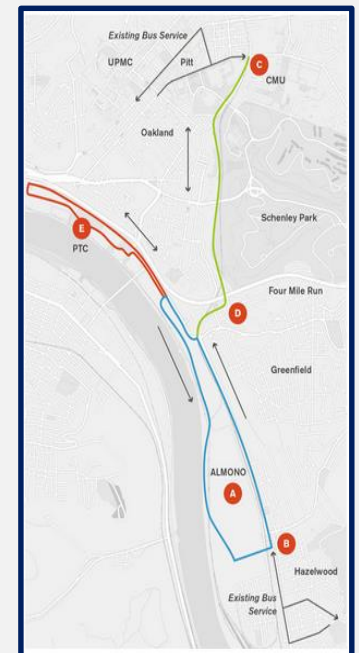 Existing Bus Service
UPMC
Pitt
C
CMU
Oakland
Schenley Park
E
PTC
Four Mile Run
D
Greenfield
ALMONO
A
B
Hazelwood
Existing Bus
Service